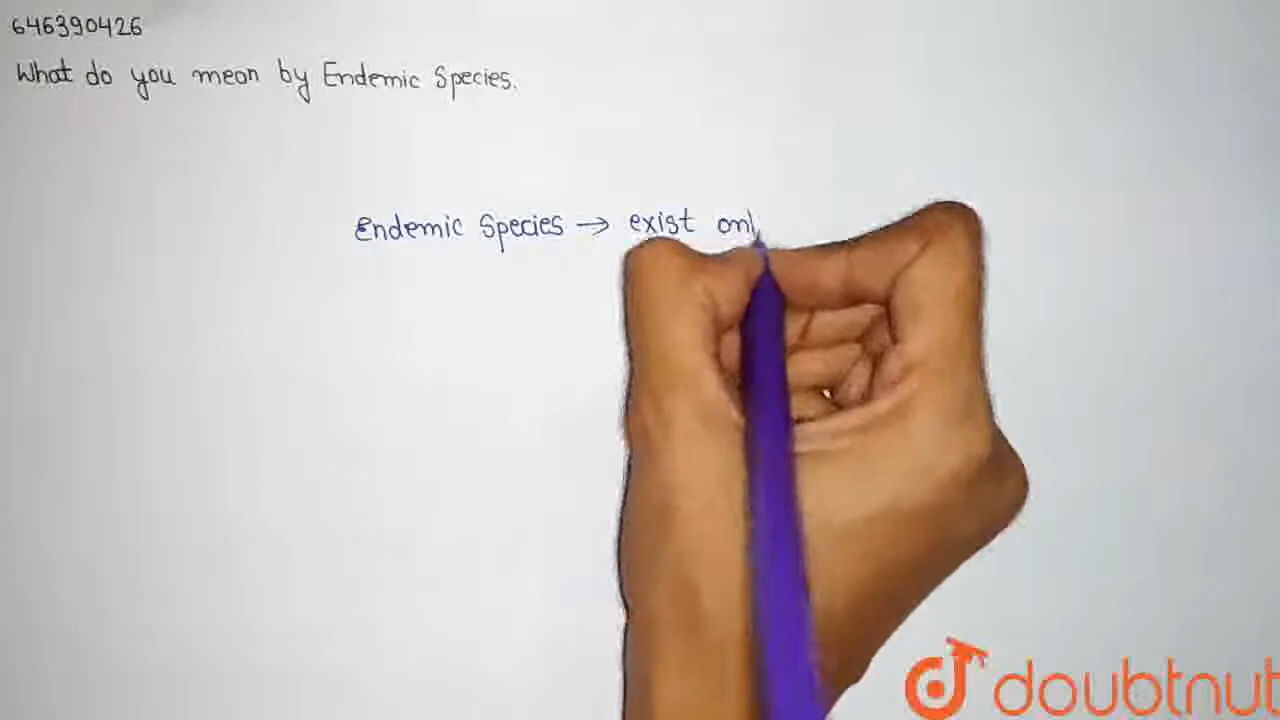 646390426
What do you mean by Endemic Species.
Endemic Species → exist onl
doubtnut